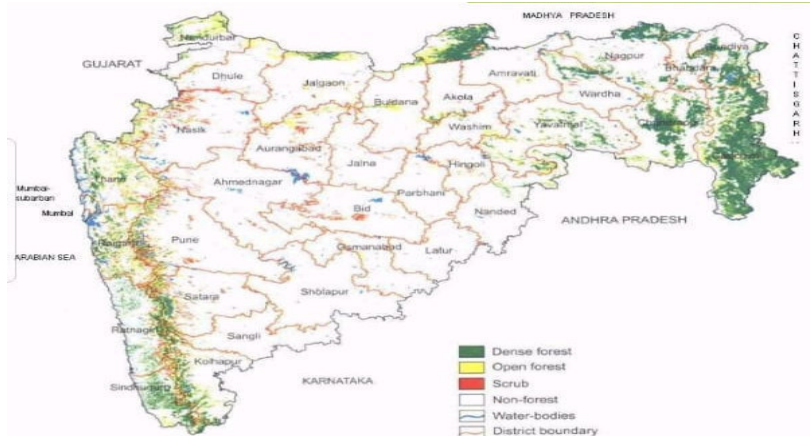 MADHYA PRADESH
Nandurbar
GUJARAT
Dhule
Jalgaon
Buldana
Akola
Amravati
Nagpur
Bhandara
Gondiya
CHATTISGARH
Wardha
Nasik
Washim
Yavatmal
Aurangabad
Jalna
Hingoli
Thane
Ahmednagar
Parbhani
Mumbai-
subarban
Mumbai
Bid
Nanded
ANDHRA PRADESH
ARABIAN SEA
Pune
Osmanabad
Latur
Satara
Sholapur
Ratnagiri
Sangli
Kolhapur
Sindhudurg
KARNATAKA
Dense forest
Open forest
Scrub
Non-forest
Water-bodies
District boundary